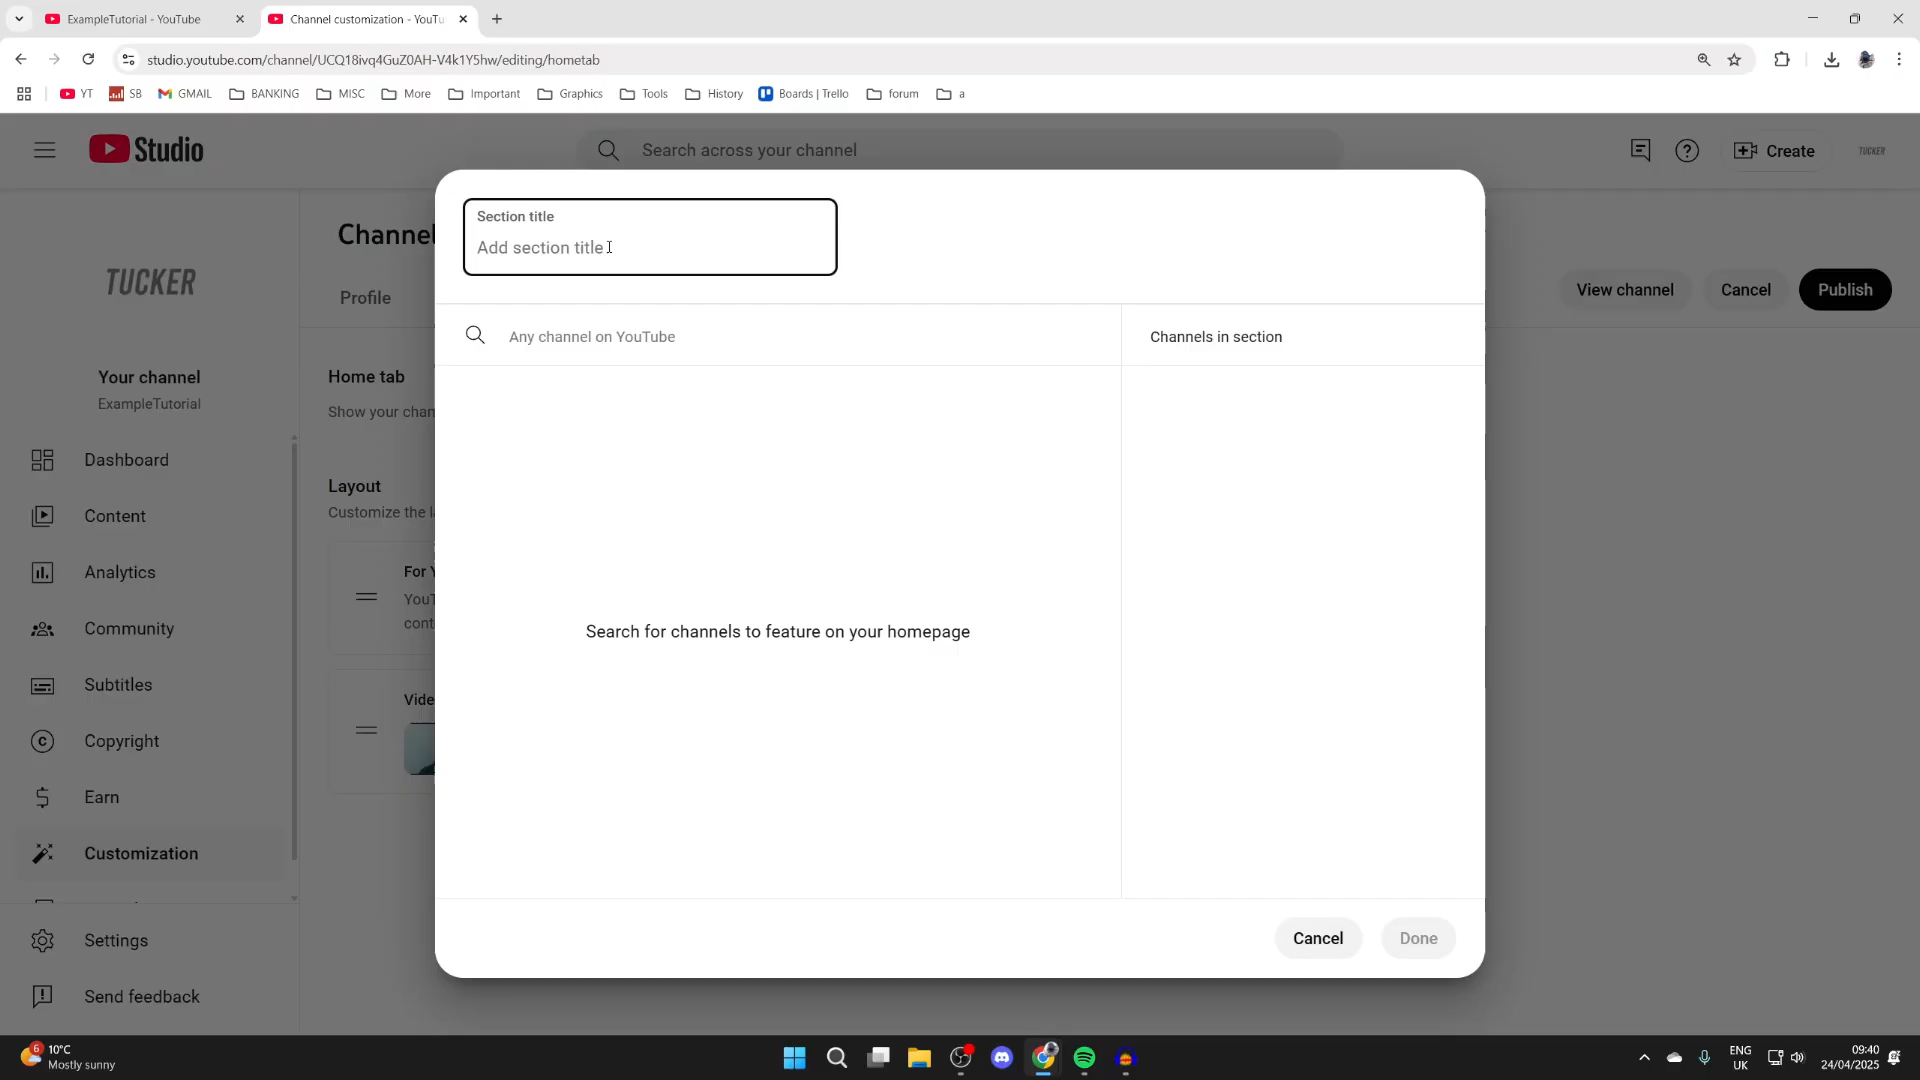 ExampleTutorial - YouTube
Channel customization - YouTu
studio.youtube.com/channel/UCQ18ivq4GuZ0AH-V4k1Y5hw/editing/hometab
YT
SB
GMAIL
BANKING
MISC
More
Important
Graphics
Tools
History
Boards | Trello
forum
a
Studio
Search across your channel
Create
TUCKER
Section title
Add section title
Channel
TUCKER
Profile
View channel
Cancel
Publish
Any channel on YouTube
Channels in section
Your channel
ExampleTutorial
Home tab
Show your chan
Layout
Customize the la
Dashboard
Content
Analytics
Community
Subtitles
Copyright
Earn
Customization
Settings
Send feedback
For Y
YouT
cont
Vide
Search for channels to feature on your homepage
Cancel
Done
6
10°C
Mostly sunny
ENG
UK
09:40
24/04/2025